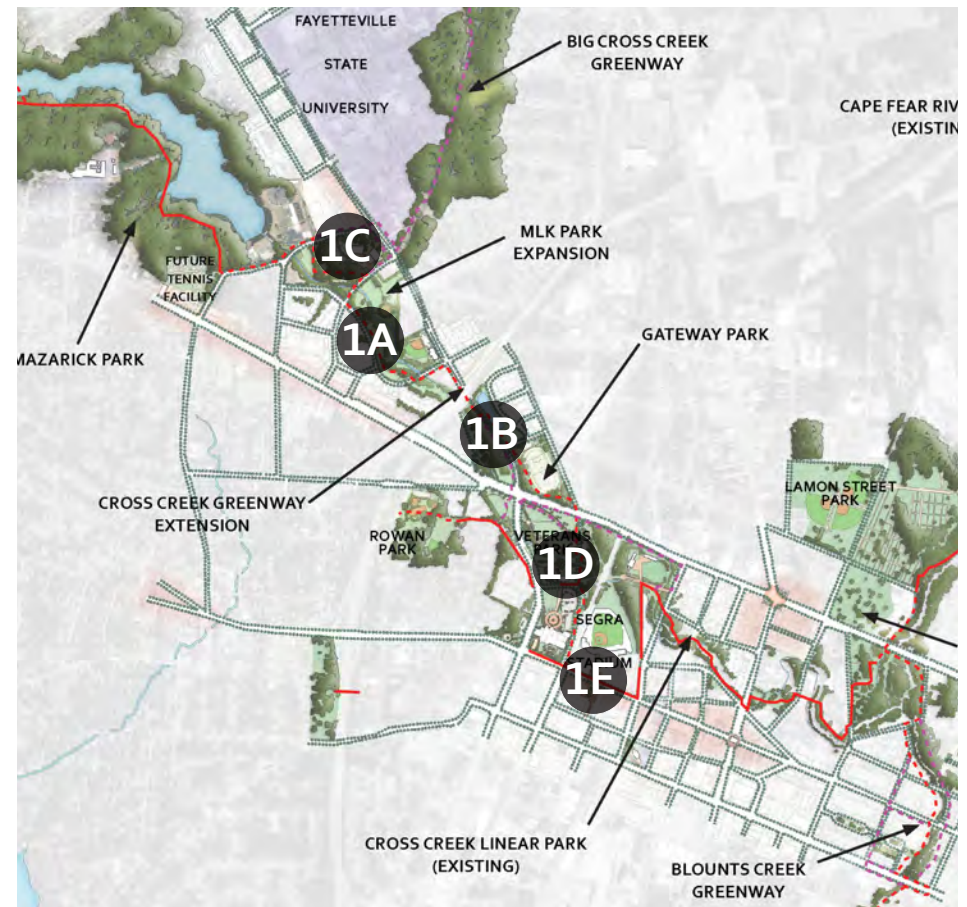 FAYETTEVILLE
STATE
UNIVERSITY
BIG CROSS CREEK
GREENWAY
CAPE FEAR RIV
(EXISTIN
1C
MLK PARK
EXPANSION
FUTURE
TENNIS
FACILITY
MAZARICK PARK
1A
GATEWAY PARK
1B
CROSS CREEK GREENWAY
EXTENSION
LAMON STREET
PARK
ROWAN
PARK
VETERANS
1D
SEGRA
STADIUM
1E
CROSS CREEK LINEAR PARK
(EXISTING)
BLOUNTS CREEK
GREENWAY